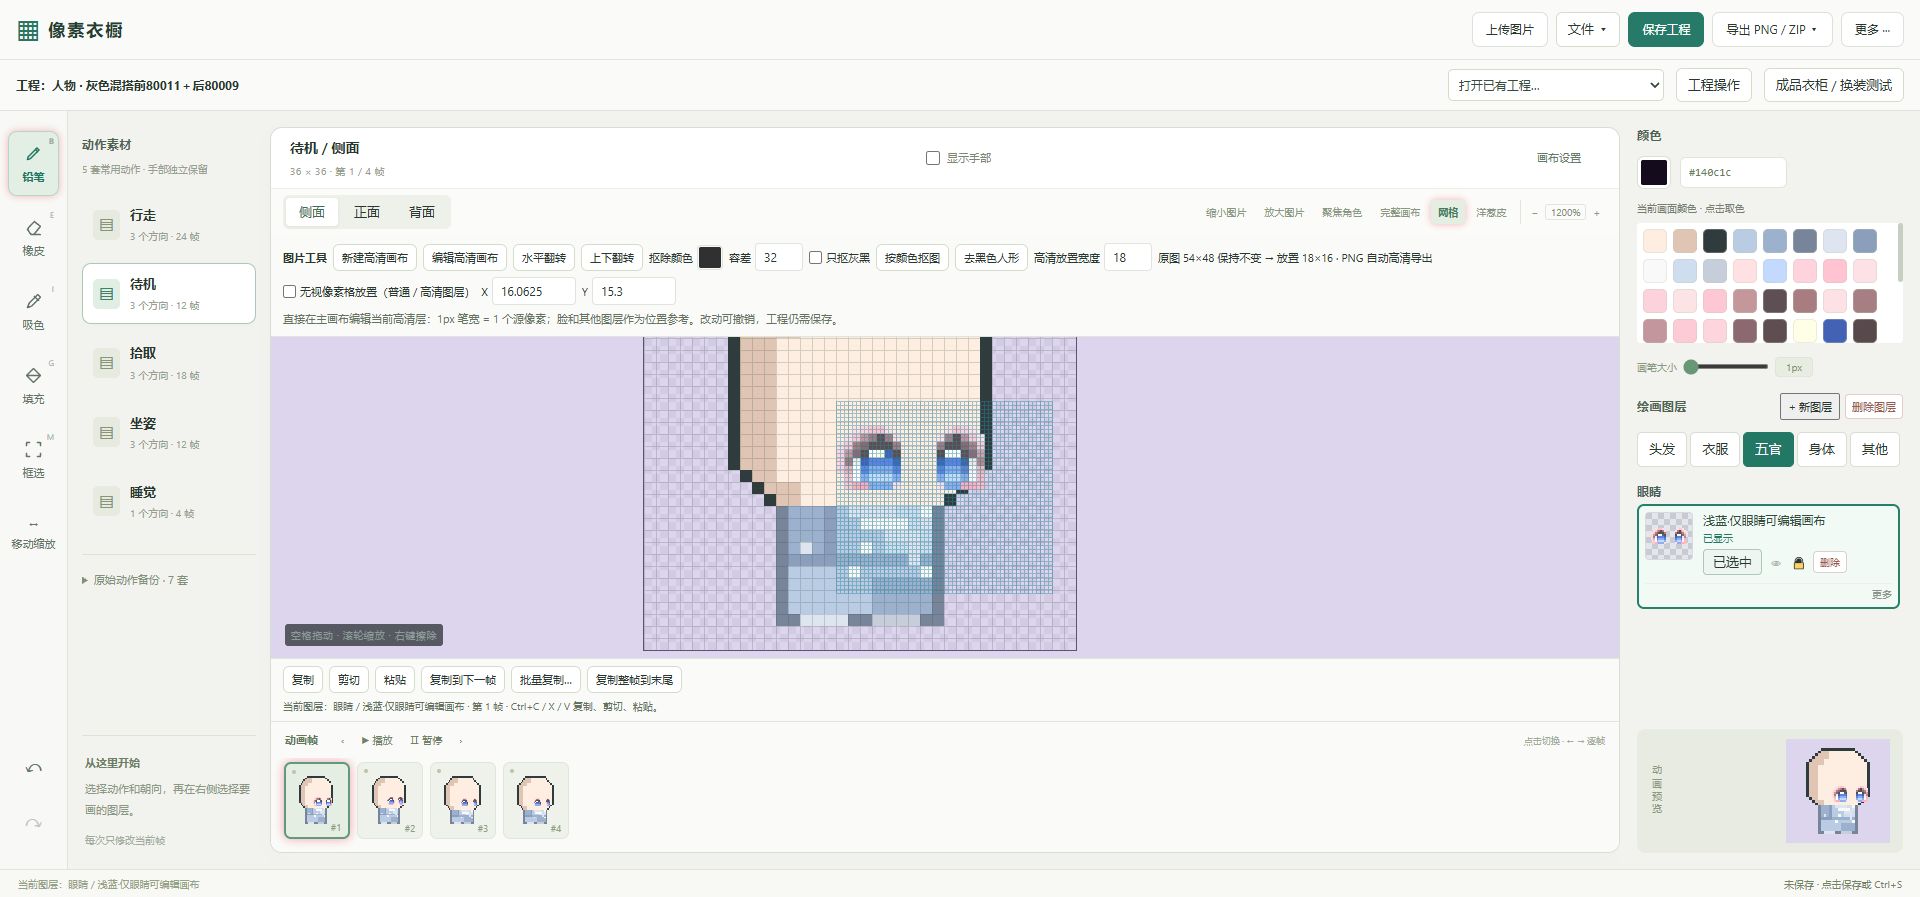 像素衣橱
上传图片
文件 ▾
保存工程
导出 PNG / ZIP ▾
更多 ···
工程：人物 · 灰色混搭前80011 + 后80009
打开已有工程...
工程操作
成品衣柜 / 换装测试
B
铅笔
E
橡皮
I
吸色
G
填充
M
框选
↔
移动缩放
动作素材
5 套常用动作 · 手部独立保留
行走
3 个方向 · 24 帧
待机
3 个方向 · 12 帧
拾取
3 个方向 · 18 帧
坐姿
3 个方向 · 12 帧
睡觉
1 个方向 · 4 帧
▶ 原始动作备份 · 7 套
从这里开始
选择动作和朝向，再在右侧选择要
画的图层。
每次只修改当前帧
待机 / 侧面
36 × 36 · 第 1 / 4 帧
显示手部
画布设置
侧面 正面 背面
缩小图片 放大图片 聚焦角色 完整画布 网格 洋葱皮 − 1200% +
图片工具 新建高清画布 编辑高清画布 水平翻转 上下翻转 抠除颜色 容差 32 只抠灰黑 按颜色抠图 去黑色人形 高清放置宽度 18 原图 54×48 保持不变 → 放置 18×16 · PNG 自动高清导出
无视像素格放置（普通 / 高清图层） X 16.0625 Y 15.3
直接在主画布编辑当前高清层：1px 笔宽 = 1 个源像素；脸和其他图层作为位置参考。改动可撤销，工程仍需保存。
空格拖动 · 滚轮缩放 · 右键擦除
复制 剪切 粘贴 复制到下一帧 批量复制... 复制整帧到末尾
当前图层：眼睛 / 浅蓝·仅眼睛可编辑画布 · 第 1 帧 · Ctrl+C / X / V 复制、剪切、粘贴。
动画帧 ‹ ▶ 播放 ⏸ 暂停 ›
点击切换 · ← → 逐帧
#1 #2 #3 #4
颜色
#140c1c
当前画面颜色 · 点击取色
画笔大小 1px
绘画图层 + 新图层 删除图层
头发 衣服 五官 身体 其他
眼睛
浅蓝·仅眼睛可编辑画布
已显示
已选中 删除
更多
动画预览
当前图层：眼睛 / 浅蓝·仅眼睛可编辑画布
未保存 · 点击保存或 Ctrl+S